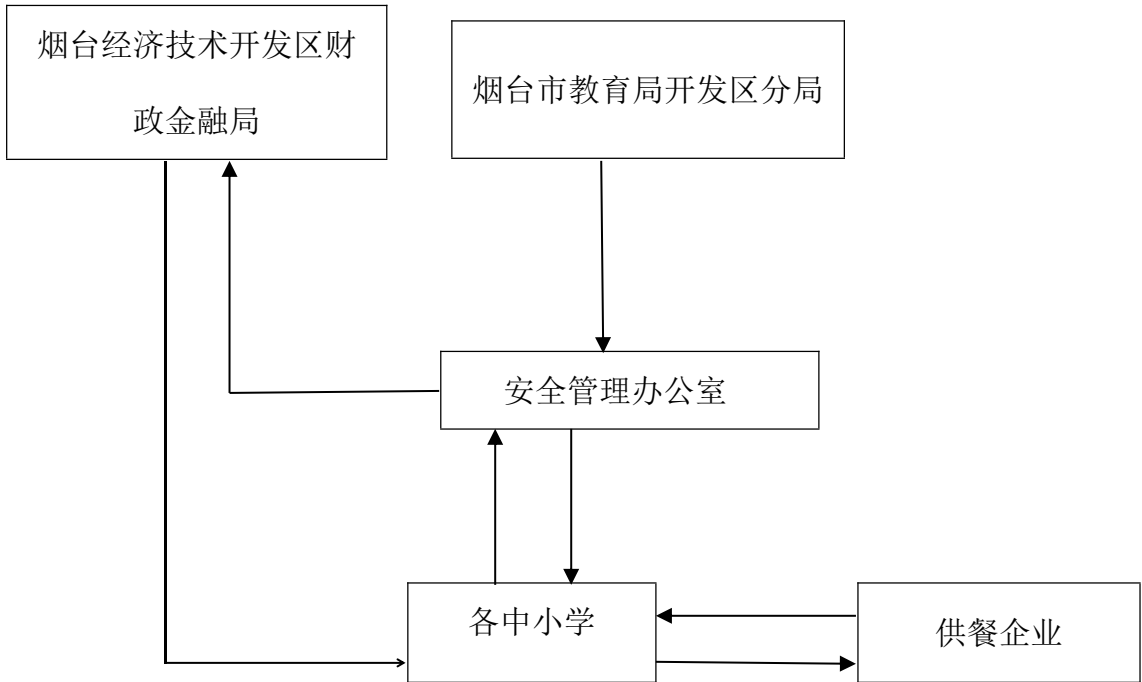 烟台经济技术开发区财
政金融局
烟台市教育局开发区分局
安全管理办公室
各中小学
供餐企业